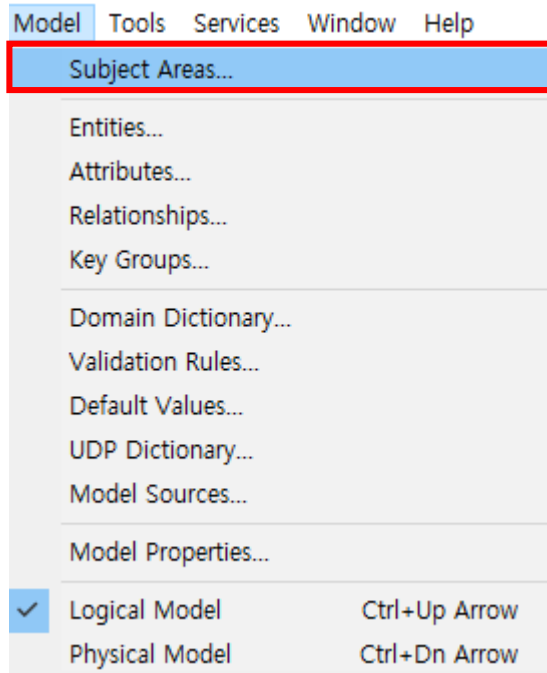 Model Tools Services Window Help
Subject Areas...
Entities...
Attributes...
Relationships...
Key Groups...
Domain Dictionary...
Validation Rules...
Default Values...
UDP Dictionary...
Model Sources...
Model Properties...
Logical Model Ctrl+Up Arrow
Physical Model Ctrl+Dn Arrow